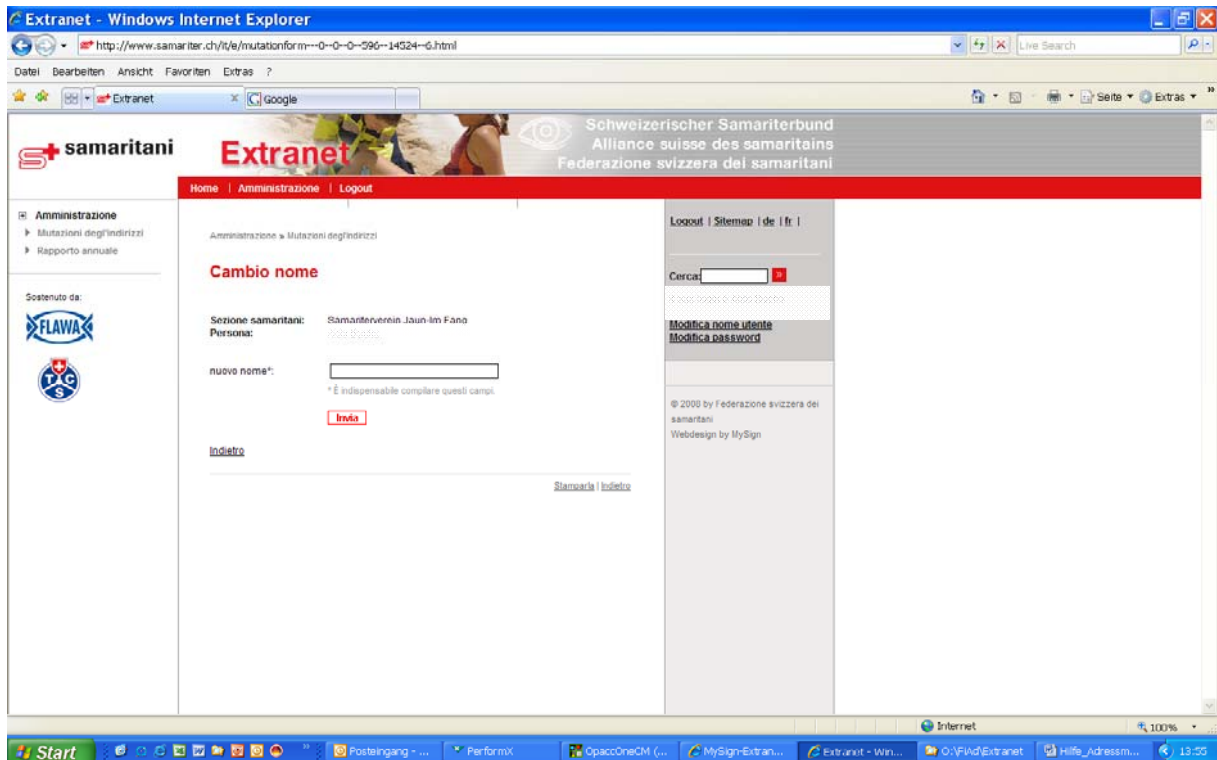 Extranet - Windows Internet Explorer
http://www.samariter.ch/it/e/mutationform---0--0--0--596--14524--6.html
Live Search
Datei Bearbeiten Ansicht Favoriten Extras ?
Extranet
Google
Seite
Extras
samaritani
Extranet
Schweizerischer Samariterbund
Alliance suisse des samaritains
Federazione svizzera dei samaritani
Home | Amministrazione | Logout
Amministrazione
Mutazioni degl'indirizzi
Rapporto annuale
Sostenuto da:
FLAWA
TCS
Amministrazione » Mutazioni degl'indirizzi
Cambio nome
Sezione samaritani: Samariterverein Jaun-Im Fang
Persona:
nuovo nome*:
* È indispensabile compilare questi campi.
Invia
Indietro
Stamparla | Indietro
Logout | Sitemap | de | fr |
Cerca:
Modifica nome utente
Modifica password
© 2008 by Federazione svizzera dei
samaritani
Webdesign by MySign
Internet
100%
Start
Posteingang - ...
PerformX
OpaccOneCM (...
MySign-Extran...
Extranet - Win...
O:\FIAd\Extranet
Hilfe_Adressm...
13:55